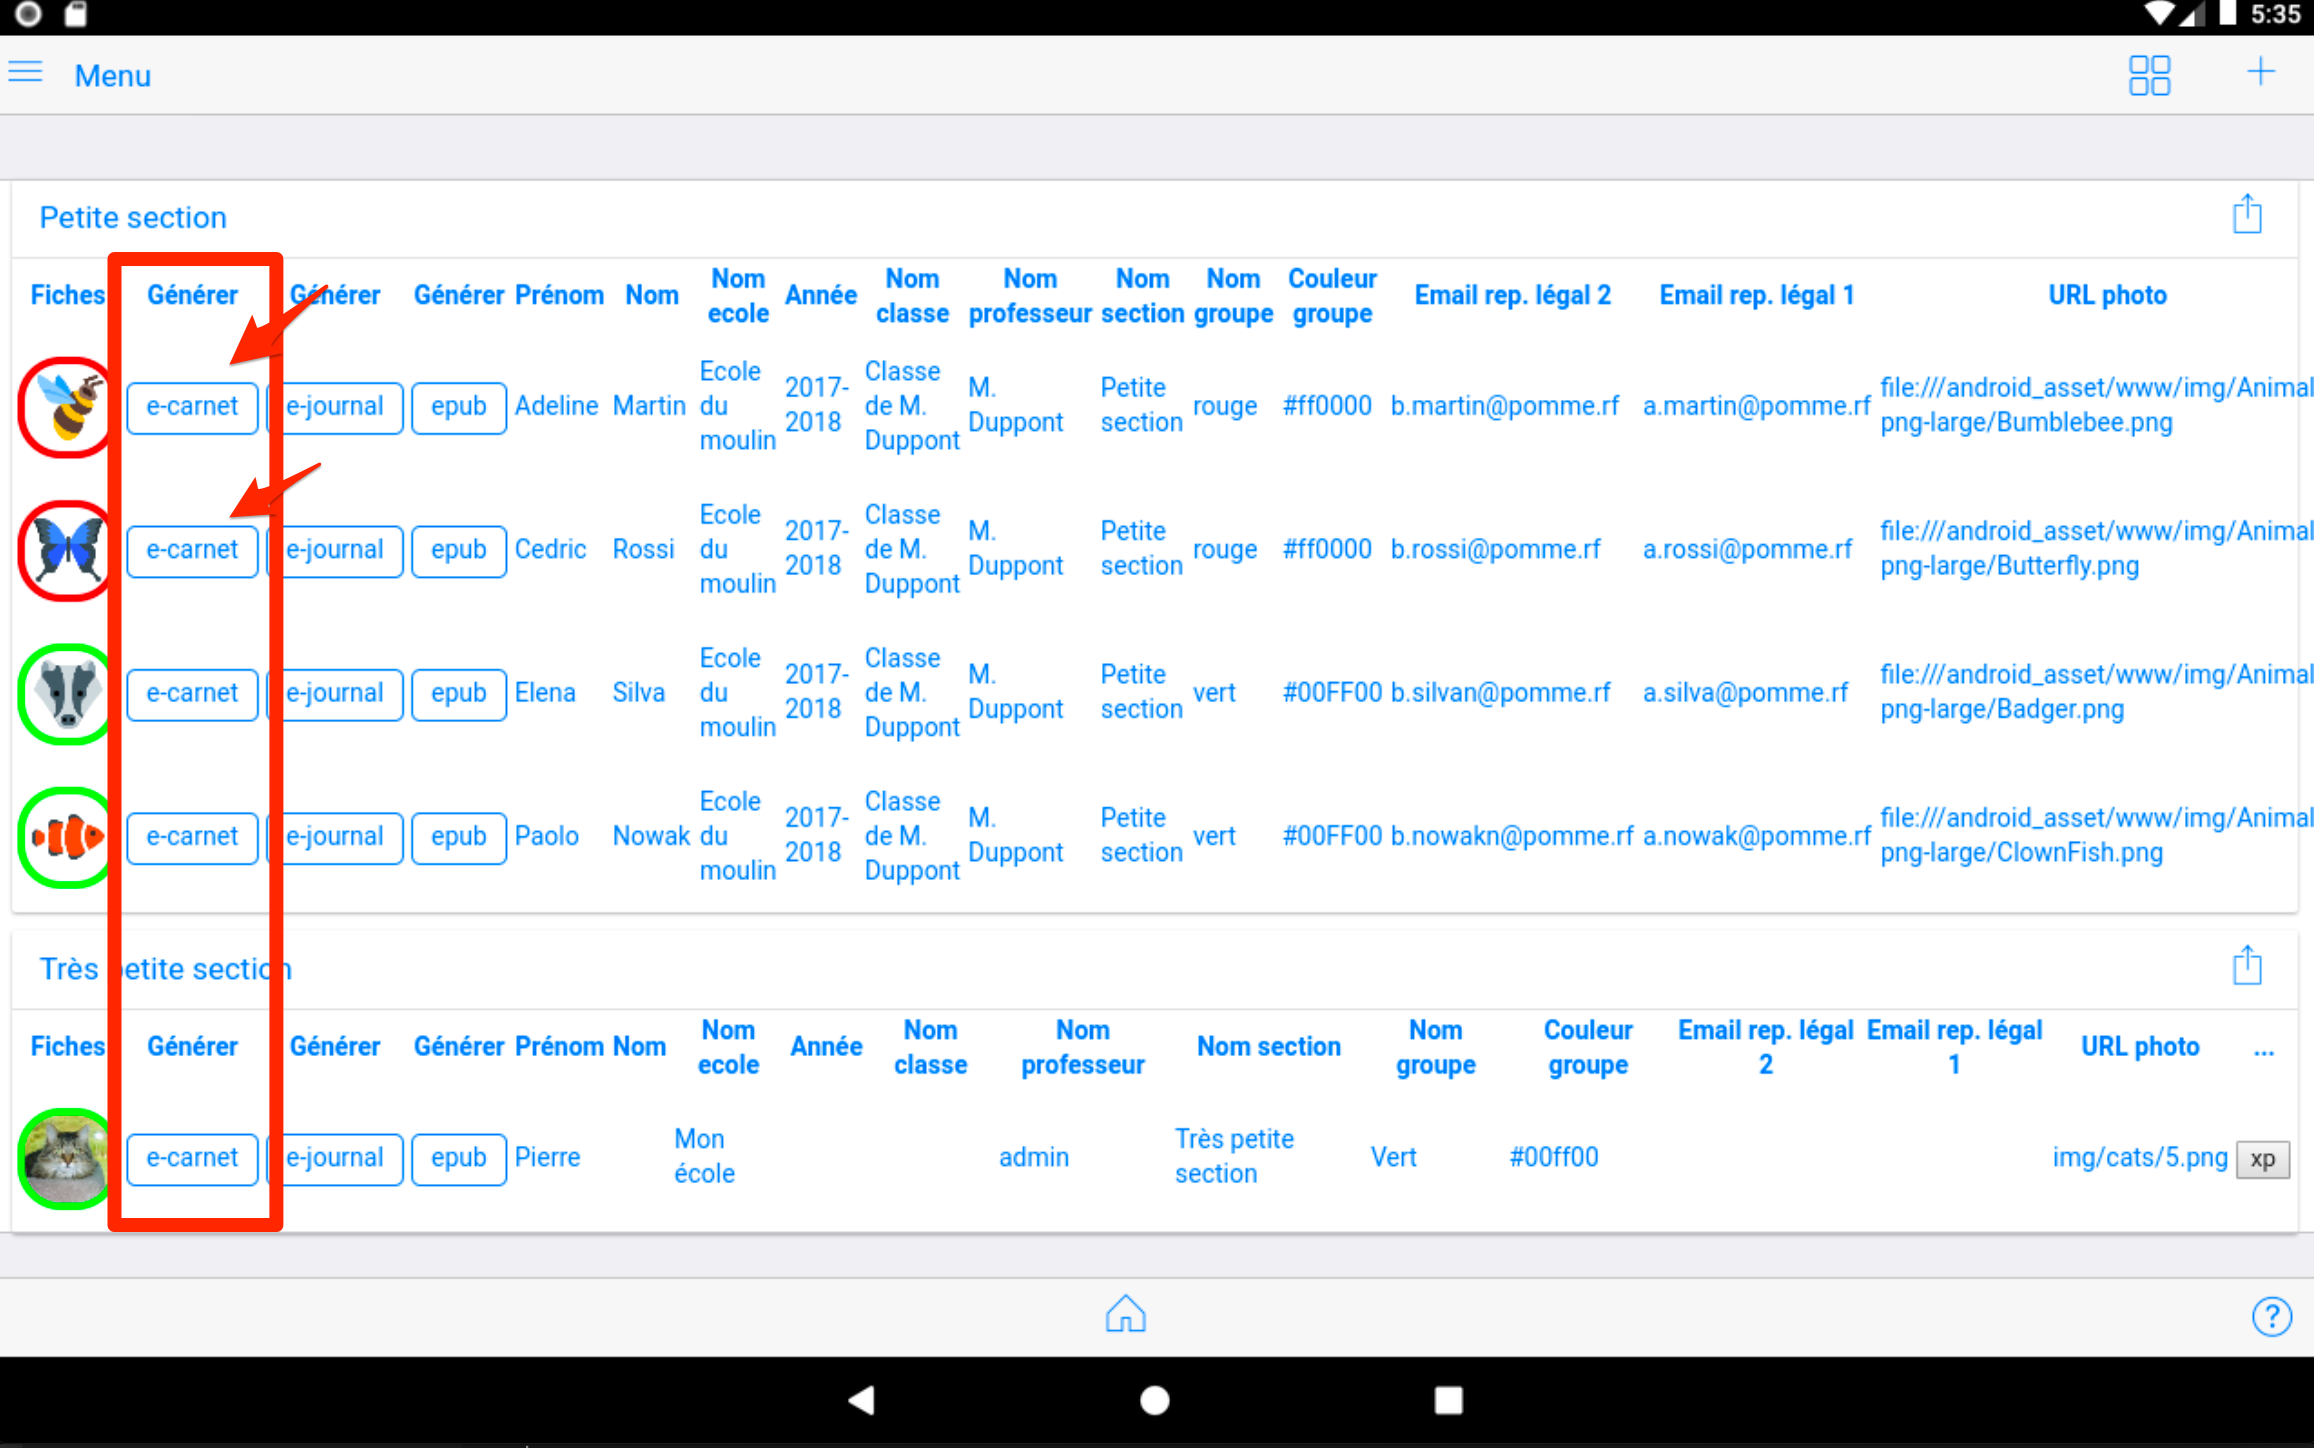 5:35
Menu
Petite section
Fiches Générer Générer Générer Prénom Nom Nom ecole Année Nom classe Nom professeur Nom section Nom groupe Couleur groupe Email rep. légal 2 Email rep. légal 1 URL photo
e-carnet e-journal epub Adeline Martin Ecole du moulin 2017-2018 Classe de M. Duppont M. Duppont Petite section rouge #ff0000 b.martin@pomme.rf a.martin@pomme.rf file:///android_asset/www/img/Animal png-large/Bumblebee.png
e-carnet e-journal epub Cedric Rossi Ecole du moulin 2017-2018 Classe de M. Duppont M. Duppont Petite section rouge #ff0000 b.rossi@pomme.rf a.rossi@pomme.rf file:///android_asset/www/img/Animal png-large/Butterfly.png
e-carnet e-journal epub Elena Silva Ecole du moulin 2017-2018 Classe de M. Duppont M. Duppont Petite section vert #00FF00 b.silvan@pomme.rf a.silva@pomme.rf file:///android_asset/www/img/Animal png-large/Badger.png
e-carnet e-journal epub Paolo Nowak Ecole du moulin 2017-2018 Classe de M. Duppont M. Duppont Petite section vert #00FF00 b.nowakn@pomme.rf a.nowak@pomme.rf file:///android_asset/www/img/Animal png-large/ClownFish.png
Très petite section
Fiches Générer Générer Générer Prénom Nom Nom ecole Année Nom classe Nom professeur Nom section Nom groupe Couleur groupe Email rep. légal 2 Email rep. légal 1 URL photo ...
e-carnet e-journal epub Pierre Mon école admin Très petite section Vert #00ff00 img/cats/5.png xp
?